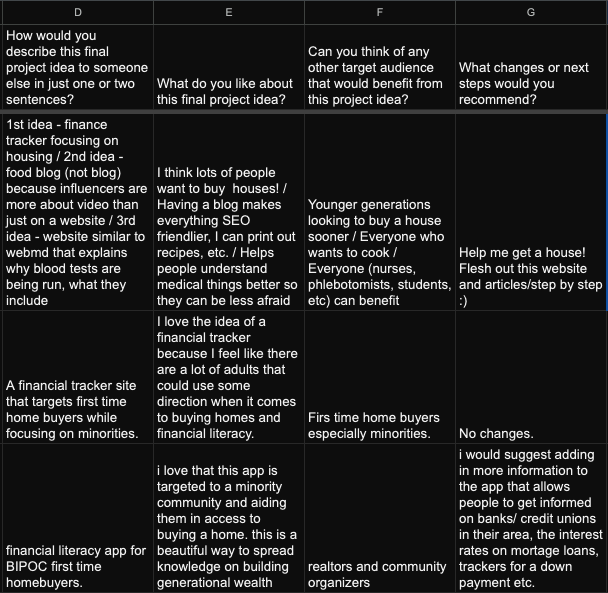 D
E
F
G
How would you
describe this final
project idea to someone
else in just one or two
sentences?
What do you like about
this final project idea?
Can you think of any
other target audience
that would benefit from
this project idea?
What changes or next
steps would you
recommend?
1st idea - finance
tracker focusing on
housing / 2nd idea -
food blog (not blog)
because influencers are
more about video than
just on a website / 3rd
idea - website similar to
webmd that explains
why blood tests are
being run, what they
include
I think lots of people
want to buy  houses! /
Having a blog makes
everything SEO
friendlier, I can print out
recipes, etc. / Helps
people understand
medical things better so
they can be less afraid
Younger generations
looking to buy a house
sooner / Everyone who
wants to cook /
Everyone (nurses,
phlebotomists, students,
etc) can benefit
Help me get a house!
Flesh out this website
and articles/step by step
:)
A financial tracker site
that targets first time
home buyers while
focusing on minorities.
I love the idea of a
financial tracker
because I feel like there
are a lot of adults that
could use some
direction when it comes
to buying homes and
financial literacy.
Firs time home buyers
especially minorities.
No changes.
financial literacy app for
BIPOC first time
homebuyers.
i love that this app is
targeted to a minority
community and aiding
them in access to
buying a home. this is a
beautiful way to spread
knowledge on building
generational wealth
realtors and community
organizers
i would suggest adding
in more information to
the app that allows
people to get informed
on banks/ credit unions
in their area, the interest
rates on mortage loans,
trackers for a down
payment etc.